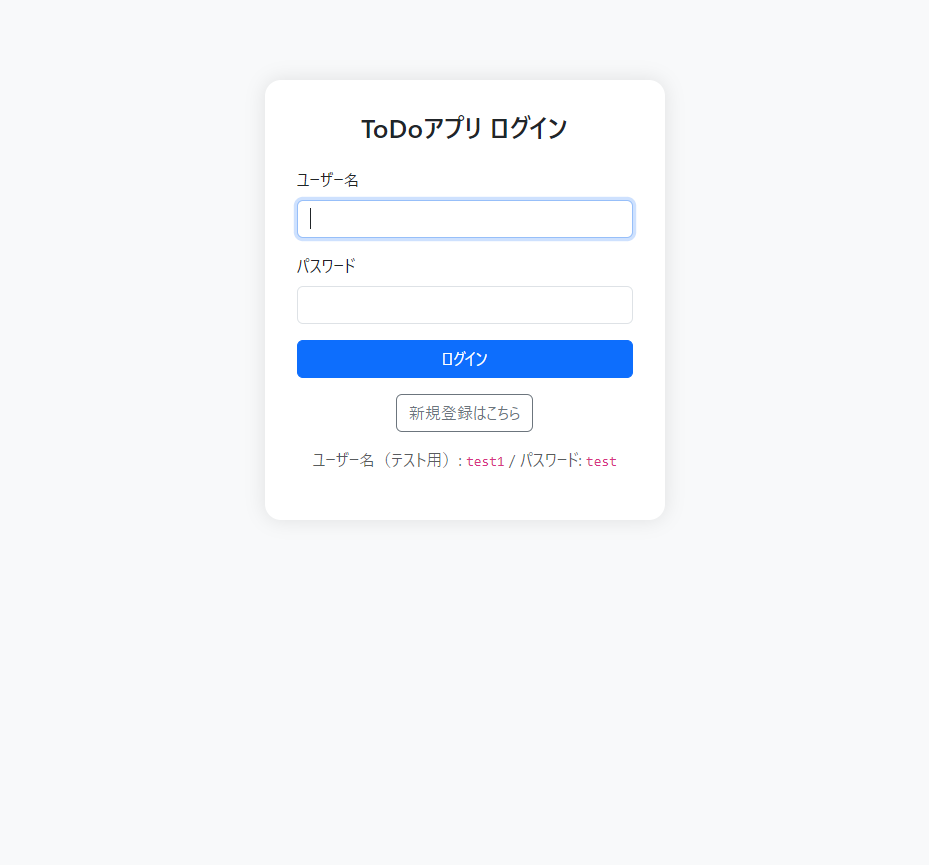 ToDoアプリ ログイン
ユーザー名
パスワード
ログイン
新規登録はこちら
ユーザー名（テスト用）: test1 / パスワード: test